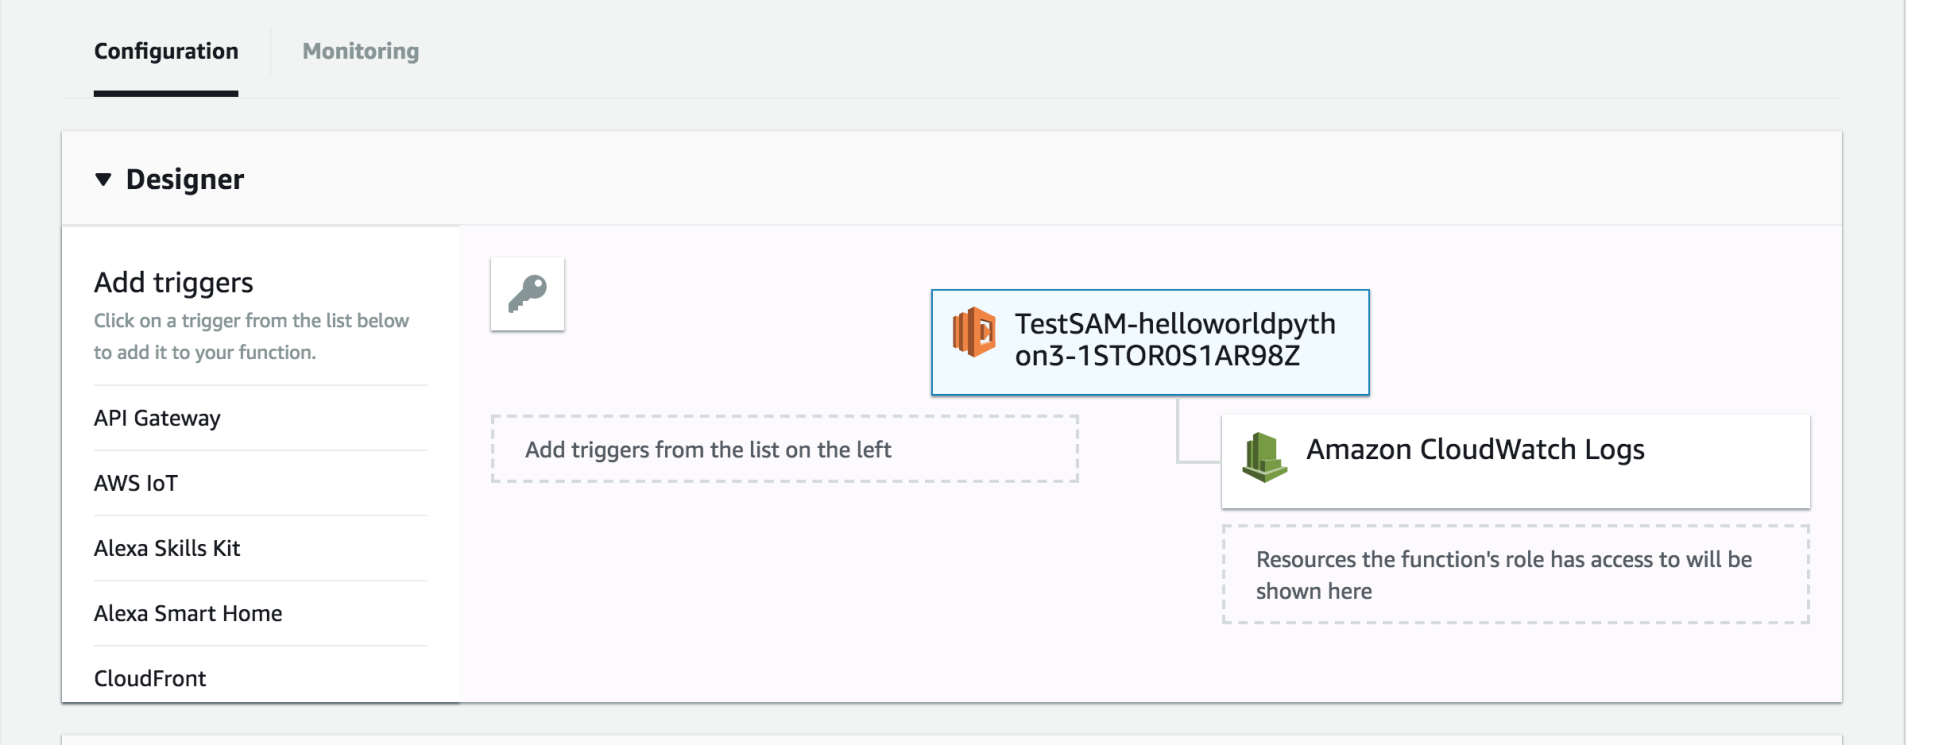 Configuration
Monitoring
Designer
Add triggers
Click on a trigger from the list below
to add it to your function.
API Gateway
AWS IoT
Alexa Skills Kit
Alexa Smart Home
CloudFront
TestSAM-helloworldpyth
on3-1STOR0S1AR98Z
Add triggers from the list on the left
Amazon CloudWatch Logs
Resources the function's role has access to will be
shown here